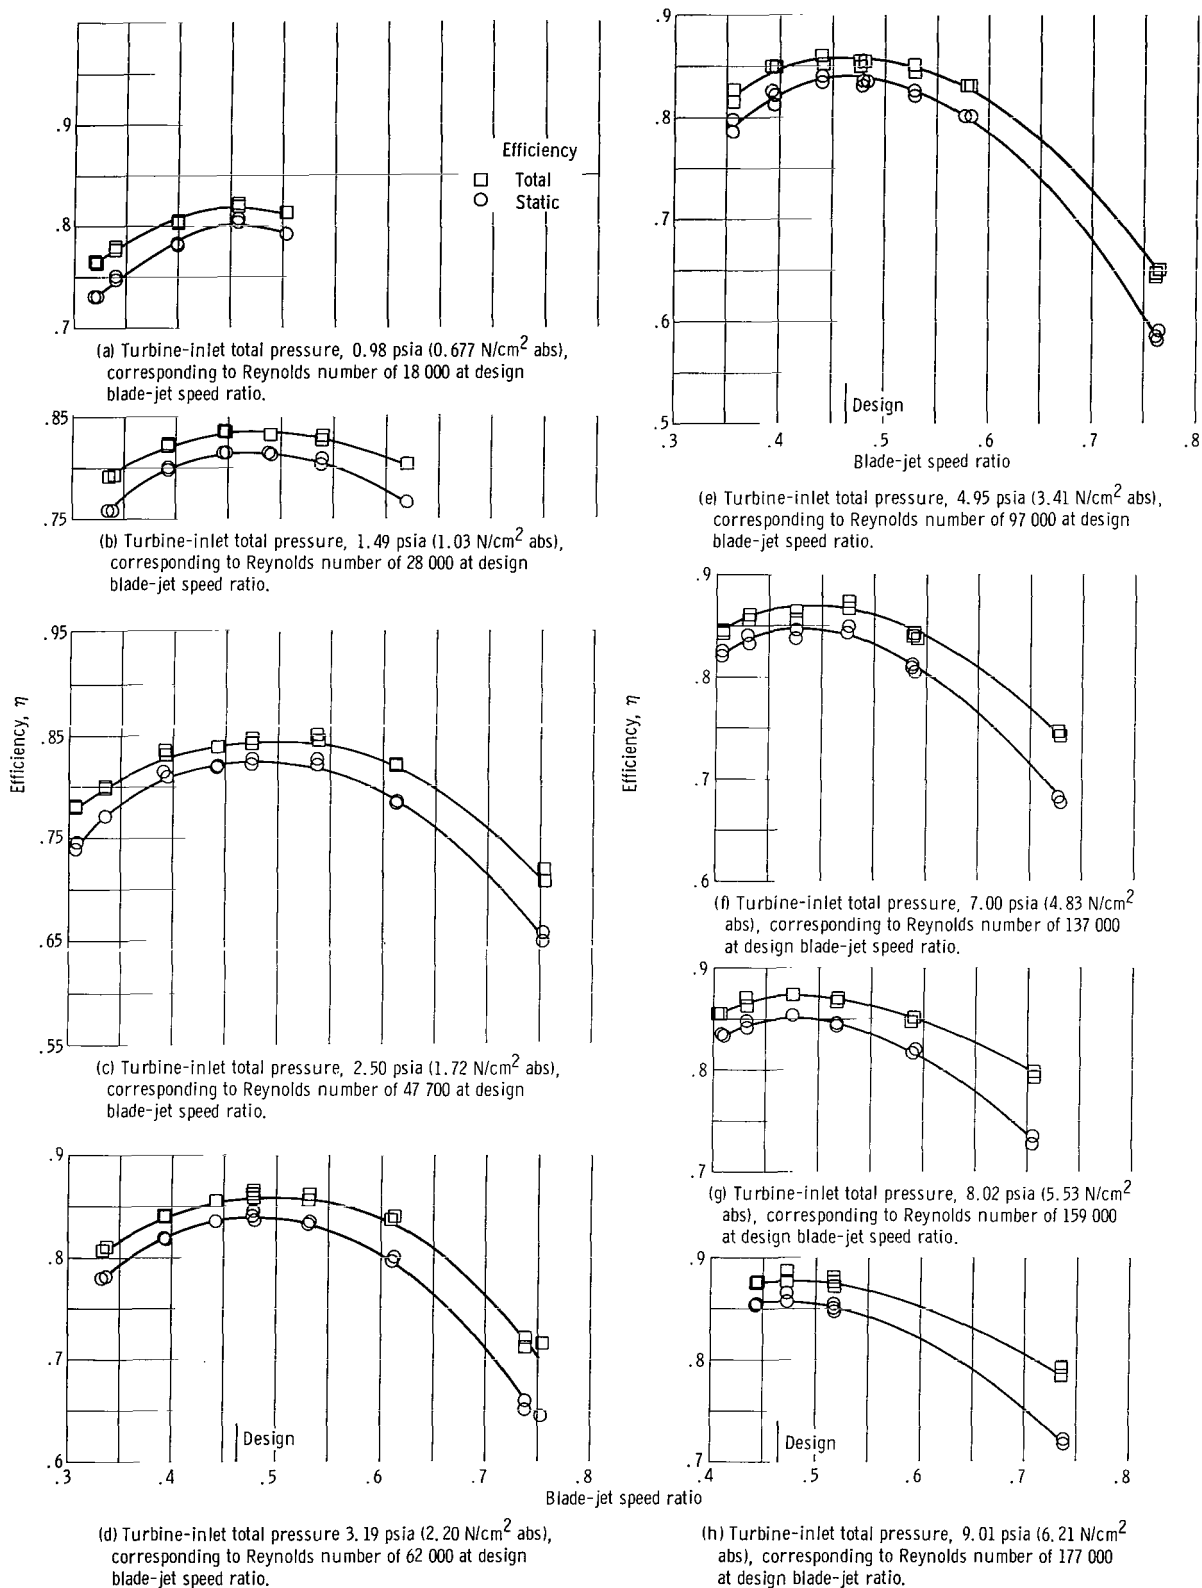 .9
.8
.7
Efficiency
Total
Static
(a) Turbine-inlet total pressure, 0.98 psia (0.677 N/cm2 abs),
corresponding to Reynolds number of 18 000 at design
blade-jet speed ratio.
.85
.75
(b) Turbine-inlet total pressure, 1.49 psia (1.03 N/cm2 abs),
corresponding to Reynolds number of 28 000 at design
blade-jet speed ratio.
Efficiency, η
.95
.85
.75
.65
.55
(c) Turbine-inlet total pressure, 2.50 psia (1.72 N/cm2 abs),
corresponding to Reynolds number of 47 700 at design
blade-jet speed ratio.
.9
.8
.7
.6
Design
.3 .4 .5 .6 .7 .8
(d) Turbine-inlet total pressure 3.19 psia (2.20 N/cm2 abs),
corresponding to Reynolds number of 62 000 at design
blade-jet speed ratio.
.9
.8
.7
.6
.5
Design
.3 .4 .5 .6 .7 .8
Blade-jet speed ratio
(e) Turbine-inlet total pressure, 4.95 psia (3.41 N/cm2 abs),
corresponding to Reynolds number of 97 000 at design
blade-jet speed ratio.
Efficiency, η
.9
.8
.7
.6
(f) Turbine-inlet total pressure, 7.00 psia (4.83 N/cm2
abs), corresponding to Reynolds number of 137 000
at design blade-jet speed ratio.
.9
.8
.7
(g) Turbine-inlet total pressure, 8.02 psia (5.53 N/cm2
abs), corresponding to Reynolds number of 159 000
at design blade-jet speed ratio.
.9
.8
.7
Design
.4 .5 .6 .7 .8
Blade-jet speed ratio
(h) Turbine-inlet total pressure, 9.01 psia (6.21 N/cm2
abs), corresponding to Reynolds number of 177 000
at design blade-jet speed ratio.